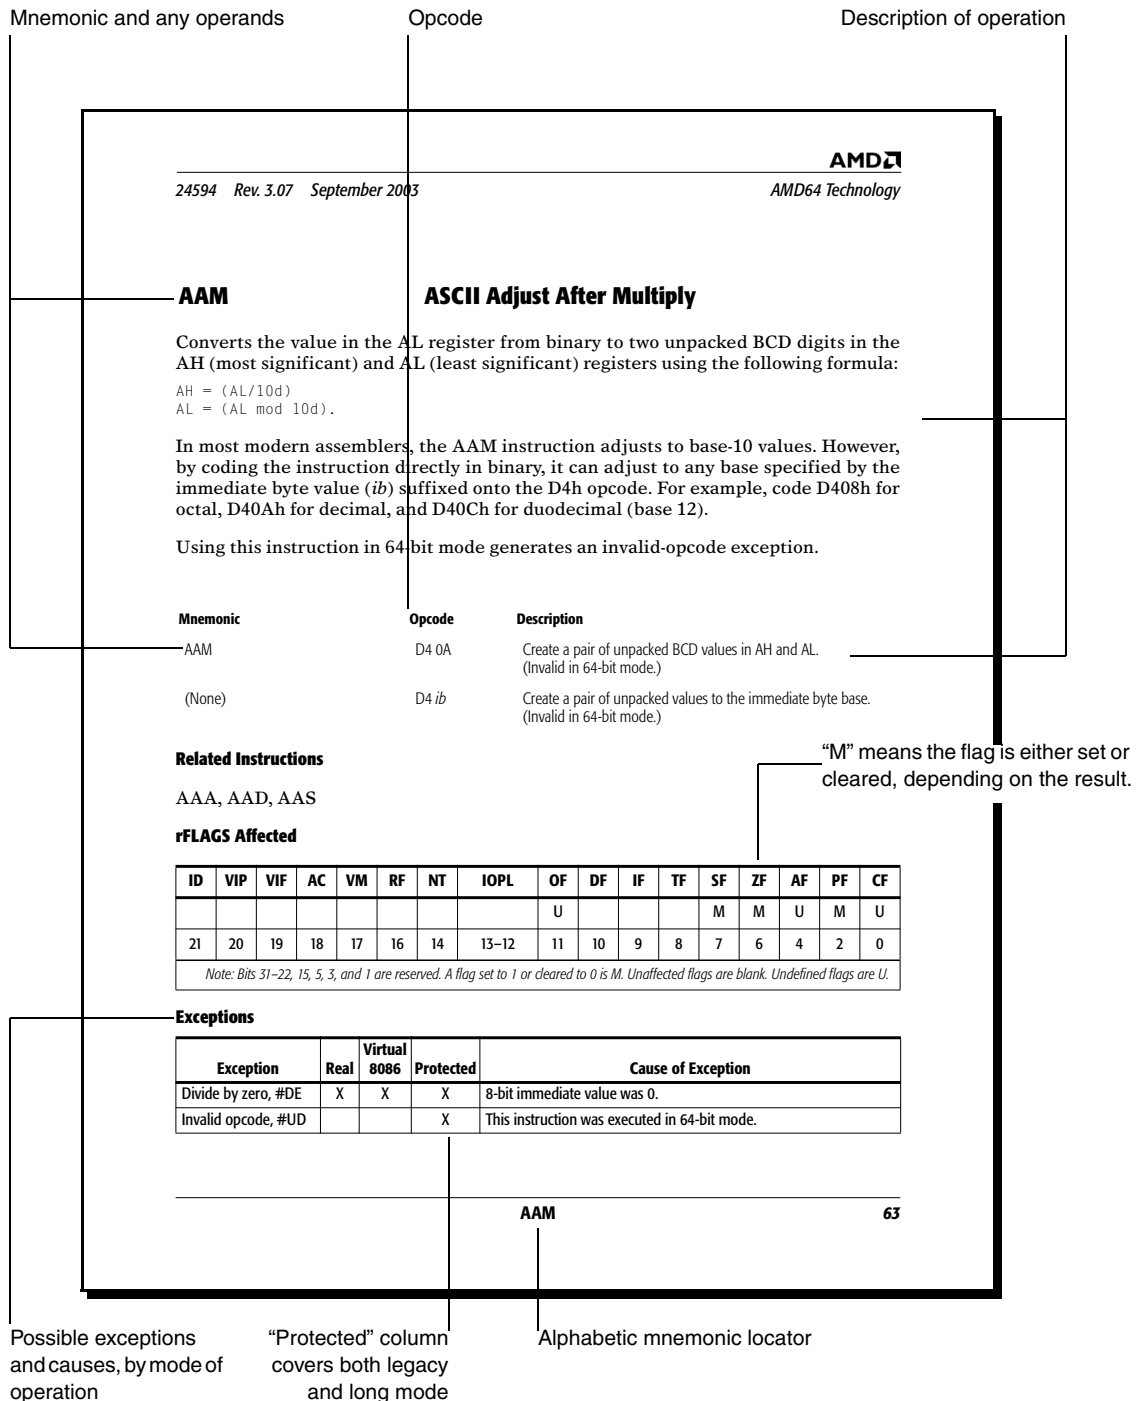 Mnemonic and any operands Opcode Description of operation
AMD
24594 Rev. 3.07 September 2003 AMD64 Technology
AAM ASCII Adjust After Multiply
Converts the value in the AL register from binary to two unpacked BCD digits in the
AH (most significant) and AL (least significant) registers using the following formula:
AH = (AL/10d)
AL = (AL mod 10d).
In most modern assemblers, the AAM instruction adjusts to base-10 values. However,
by coding the instruction directly in binary, it can adjust to any base specified by the
immediate byte value (ib) suffixed onto the D4h opcode. For example, code D408h for
octal, D40Ah for decimal, and D40Ch for duodecimal (base 12).
Using this instruction in 64-bit mode generates an invalid-opcode exception.
Mnemonic Opcode Description
AAM D4 0A Create a pair of unpacked BCD values in AH and AL.
(Invalid in 64-bit mode.)
(None) D4 ib Create a pair of unpacked values to the immediate byte base.
(Invalid in 64-bit mode.)
Related Instructions
"M" means the flag is either set or
cleared, depending on the result.
AAA, AAD, AAS
rFLAGS Affected
ID VIP VIF AC VM RF NT IOPL OF DF IF TF SF ZF AF PF CF
U M M U M U
21 20 19 18 17 16 14 13–12 11 10 9 8 7 6 4 2 0
Note: Bits 31–22, 15, 5, 3, and 1 are reserved. A flag set to 1 or cleared to 0 is M. Unaffected flags are blank. Undefined flags are U.
Exceptions
Exception Real Virtual 8086 Protected Cause of Exception
Divide by zero, #DE X X X 8-bit immediate value was 0.
Invalid opcode, #UD X This instruction was executed in 64-bit mode.
AAM 63
Possible exceptions
and causes, by mode of
operation
"Protected" column
covers both legacy
and long mode
Alphabetic mnemonic locator